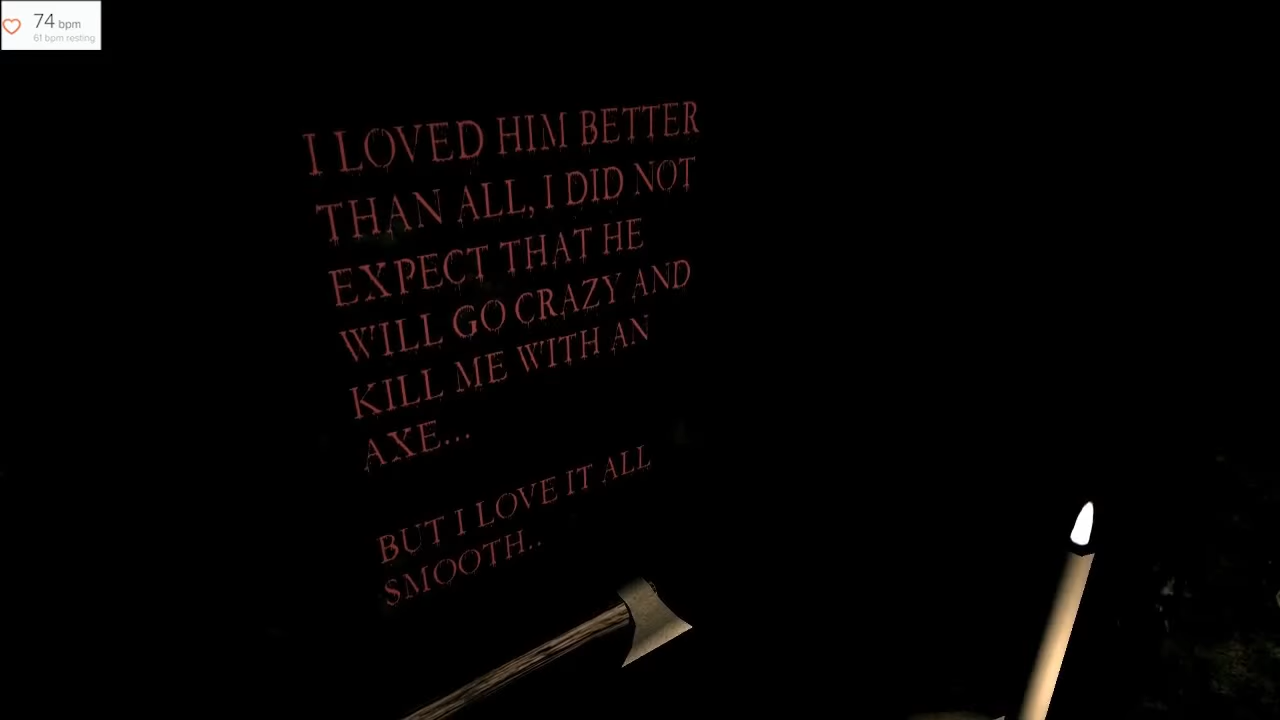 74 bpm
61 bpm resting
I LOVED HIM BETTER
THAN ALL, I DID NOT
EXPECT THAT HE
WILL GO CRAZY AND
KILL ME WITH AN
AXE...
BUT I LOVE IT ALL
SMOOTH..